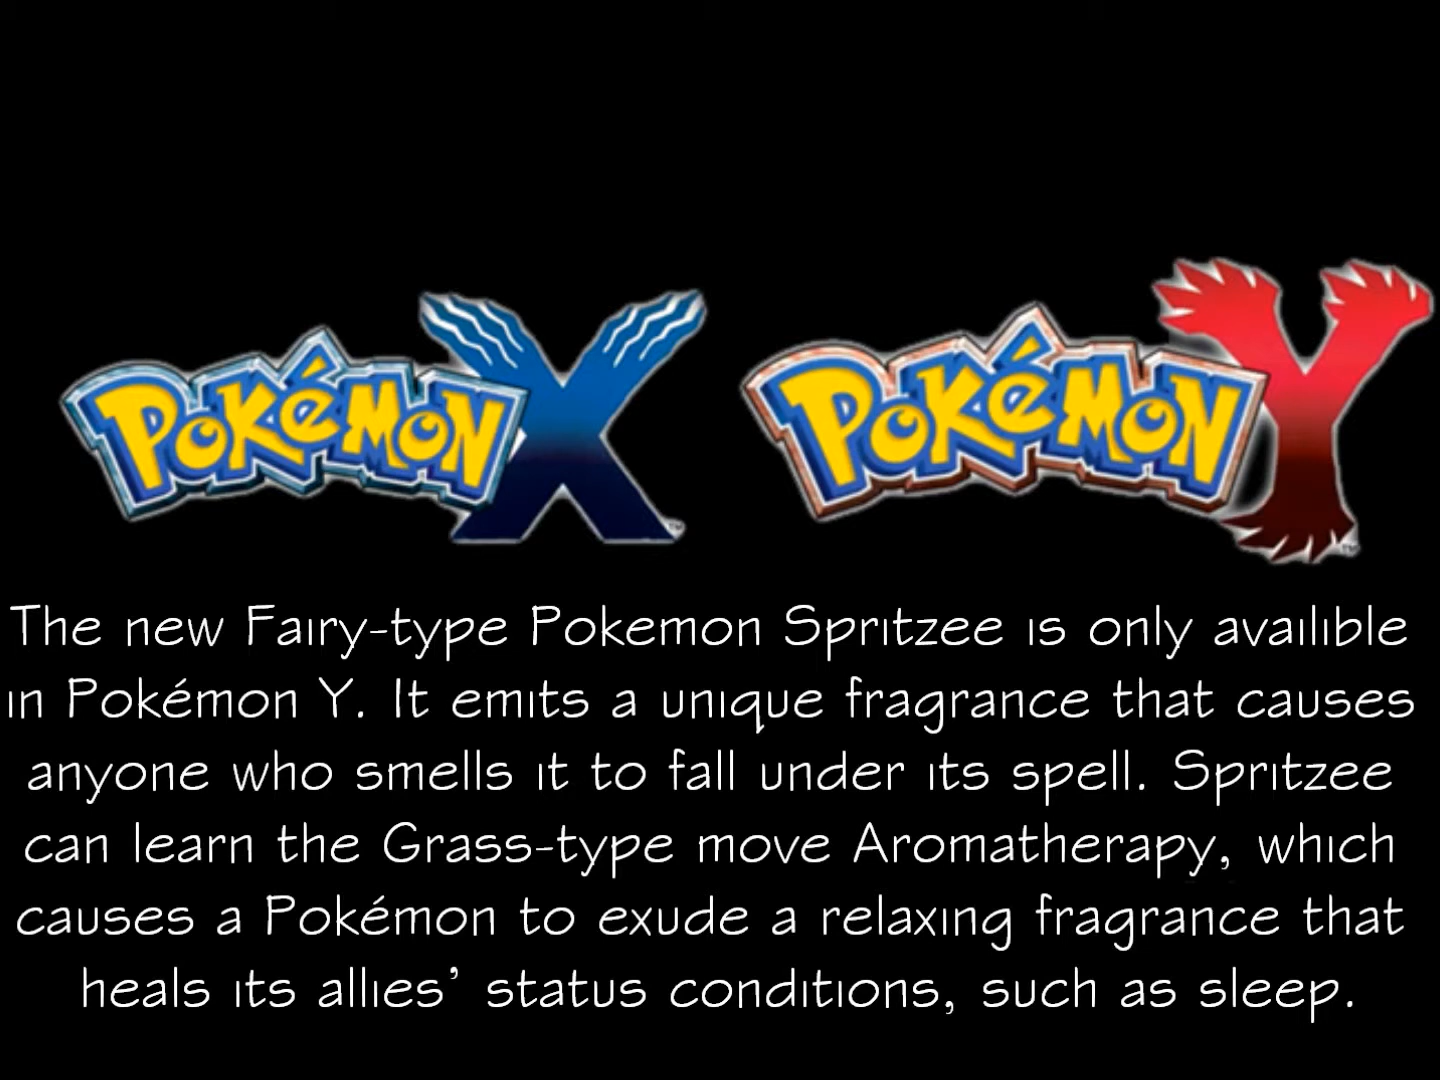 POKéMON X™
POKéMON Y™
The new Fairy-type Pokemon Spritzee is only availible
in Pokémon Y. It emits a unique fragrance that causes
anyone who smells it to fall under its spell. Spritzee
can learn the Grass-type move Aromatherapy, which
causes a Pokémon to exude a relaxing fragrance that
heals its allies’ status conditions, such as sleep.